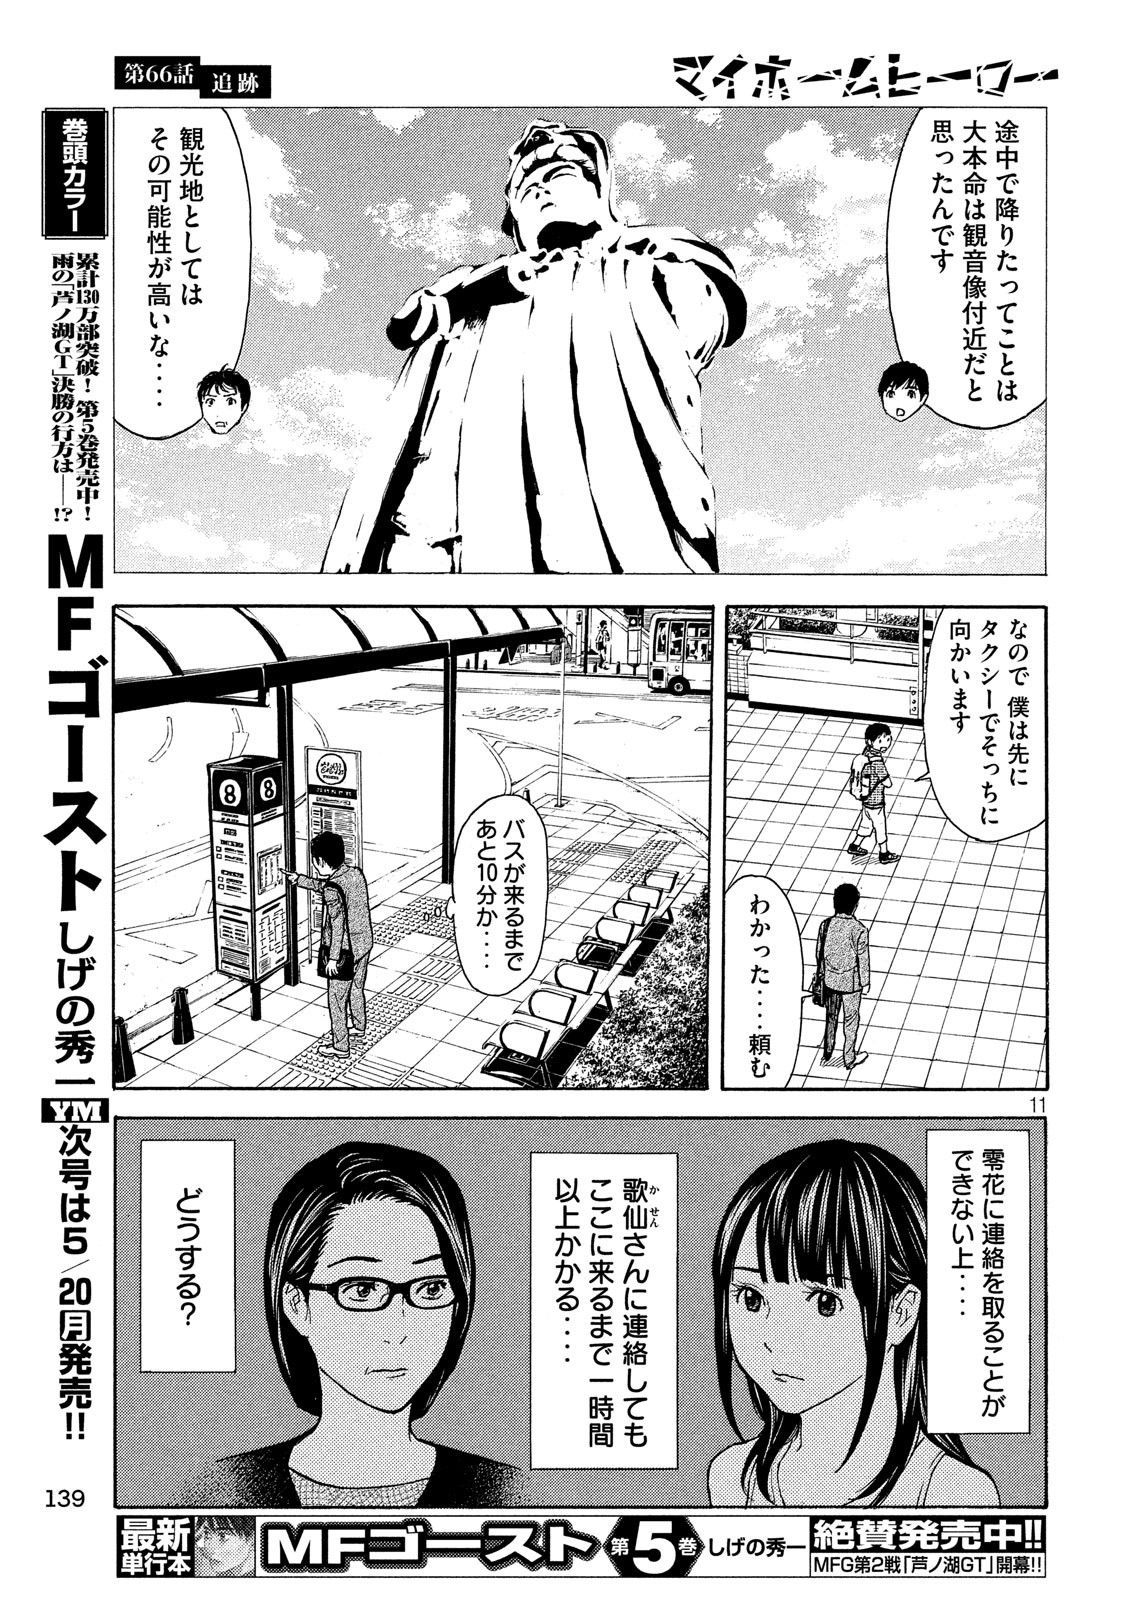 マイホームヒーロー
第66話
追跡
途中で降りたってことは
大本命は観音像付近だと
思ったんです
観光地としては
その可能性が高いな‥‥
なので 僕は先に
タクシーでそっちに
向かいます
わかった‥‥頼む
バスが来るまで
あと10分か‥‥
8
8
11
零花に連絡を取ることが
できない上‥‥
歌仙さんに連絡しても
かせん
ここに来るまで一時間
以上かかる‥‥
どうする?
巻頭カラー
累計130万部突破! 第5巻発売中!
雨の「芦ノ湖GT」決勝の行方は──!?
MFゴースト しげの秀一
YM次号は5/20月発売!!
139
最新
単行本
MFゴースト
第5巻
しげの秀一
絶賛発売中!!
MFG第2戦「芦ノ湖GT」開幕!!